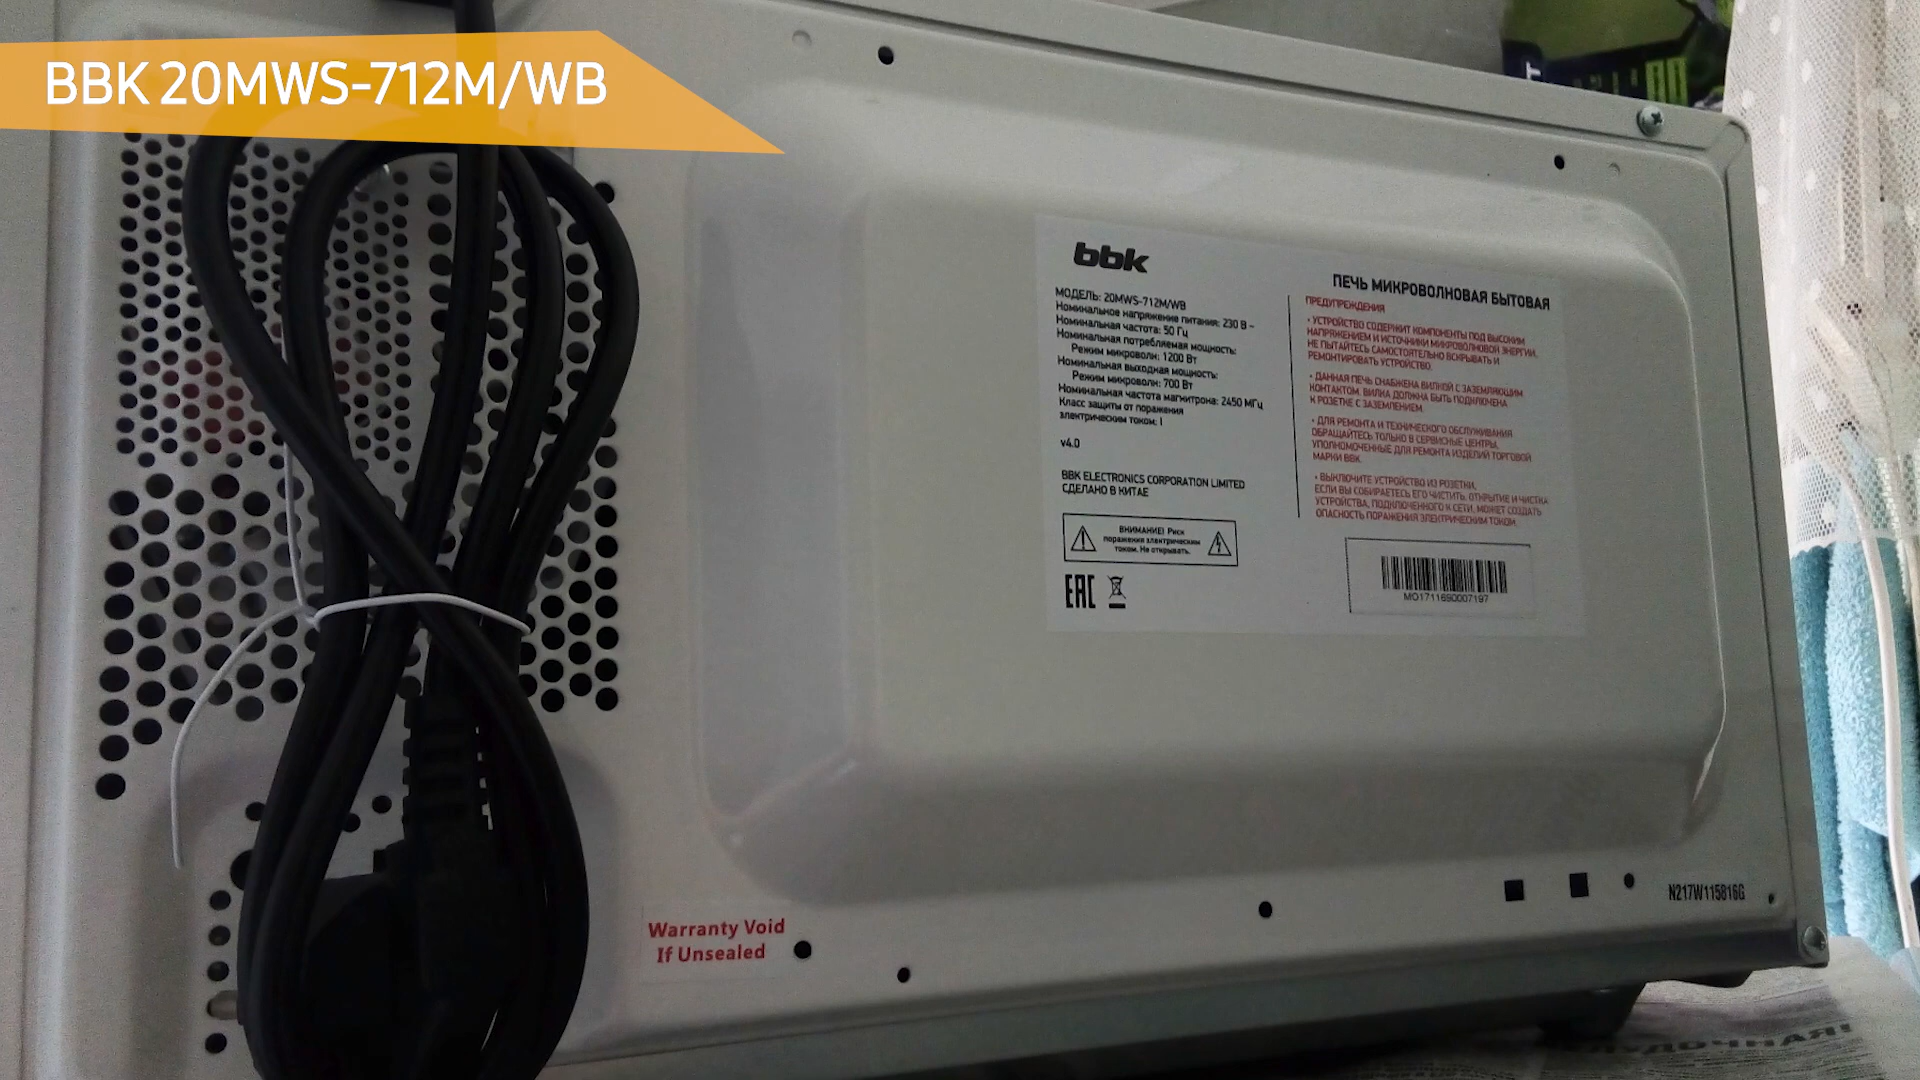 BBK 20MWS-712M/WB
bbk
МОДЕЛЬ: 20MWS-712M/WB
Номинальное напряжение питания: 230 В ~
Номинальная частота: 50 Гц
Номинальная потребляемая мощность:
Режим микроволн: 1200 Вт
Номинальная выходная мощность:
Режим микроволн: 700 Вт
Номинальная частота магнитрона: 2450 МГц
Класс защиты от поражения
электрическим током: I
v4.0
BBK ELECTRONICS CORPORATION LIMITED
СДЕЛАНО В КИТАЕ
ВНИМАНИЕ! Риск
поражения электрическим
током. Не открывать.
EAC
ПЕЧЬ МИКРОВОЛНОВАЯ БЫТОВАЯ
ПРЕДУПРЕЖДЕНИЯ
• УСТРОЙСТВО СОДЕРЖИТ КОМПОНЕНТЫ ПОД ВЫСОКИМ
НАПРЯЖЕНИЕМ И ИСТОЧНИКИ МИКРОВОЛНОВОЙ ЭНЕРГИИ.
НЕ ПЫТАЙТЕСЬ САМОСТОЯТЕЛЬНО ВСКРЫВАТЬ И
РЕМОНТИРОВАТЬ УСТРОЙСТВО.
• ДАННАЯ ПЕЧЬ СНАБЖЕНА ВИЛКОЙ С ЗАЗЕМЛЯЮЩИМ
КОНТАКТОМ. ВИЛКА ДОЛЖНА БЫТЬ ПОДКЛЮЧЕНА
К РОЗЕТКЕ С ЗАЗЕМЛЕНИЕМ.
• ДЛЯ РЕМОНТА И ТЕХНИЧЕСКОГО ОБСЛУЖИВАНИЯ
ОБРАЩАЙТЕСЬ ТОЛЬКО В СЕРВИСНЫЕ ЦЕНТРЫ,
УПОЛНОМОЧЕННЫЕ ДЛЯ РЕМОНТА ИЗДЕЛИЙ ТОРГОВОЙ
МАРКИ BBK.
• ВЫКЛЮЧИТЕ УСТРОЙСТВО ИЗ РОЗЕТКИ,
ЕСЛИ ВЫ СОБИРАЕТЕСЬ ЕГО ЧИСТИТЬ. ОТКРЫТИЕ И ЧИСТКА
УСТРОЙСТВА, ПОДКЛЮЧЕННОГО К СЕТИ, МОЖЕТ СОЗДАТЬ
ОПАСНОСТЬ ПОРАЖЕНИЯ ЭЛЕКТРИЧЕСКИМ ТОКОМ.
MO1711690007197
N217W115816G
Warranty Void
If Unsealed